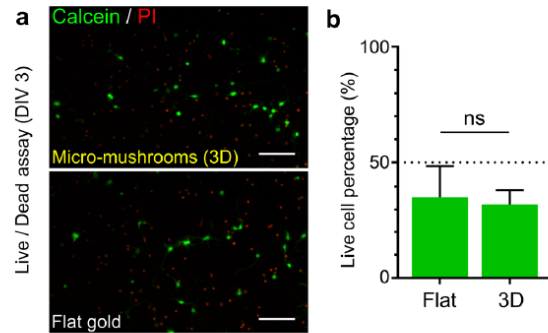 a
Calcein / PI
Live / Dead assay (DIV 3)
Micro-mushrooms (3D)
Flat gold
b
Live cell percentage (%)
100
50
0
ns
Flat
3D